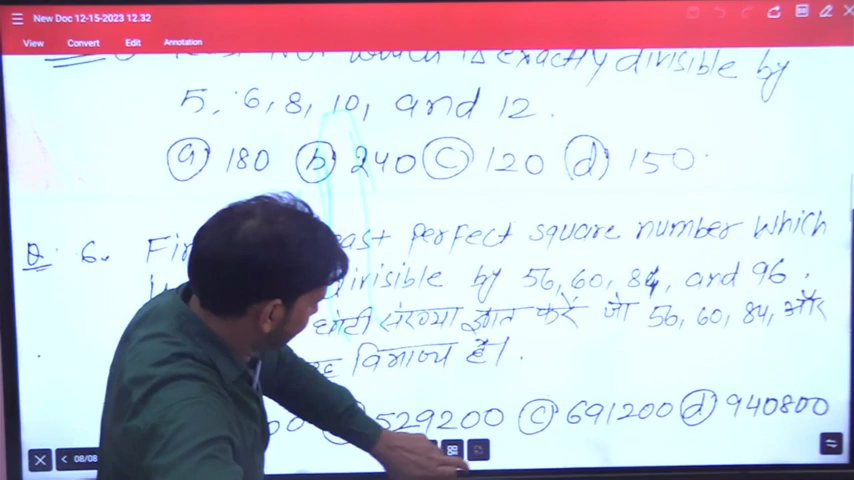 New Doc 12-15-2023 12.32
View Convert Edit Annotation
which is exactly divisible by
5, 6, 8, 10, and 12.
(a) 180 (b) 240 (c) 120 (d) 150.
Q. 6. perfect square number which
divisible by 56, 60, 84, and 96.
छोटी संख्या ज्ञात करें जो 56, 60, 84, और
विभाज्य है।
529200 (c) 691200 (d) 940800
08/08